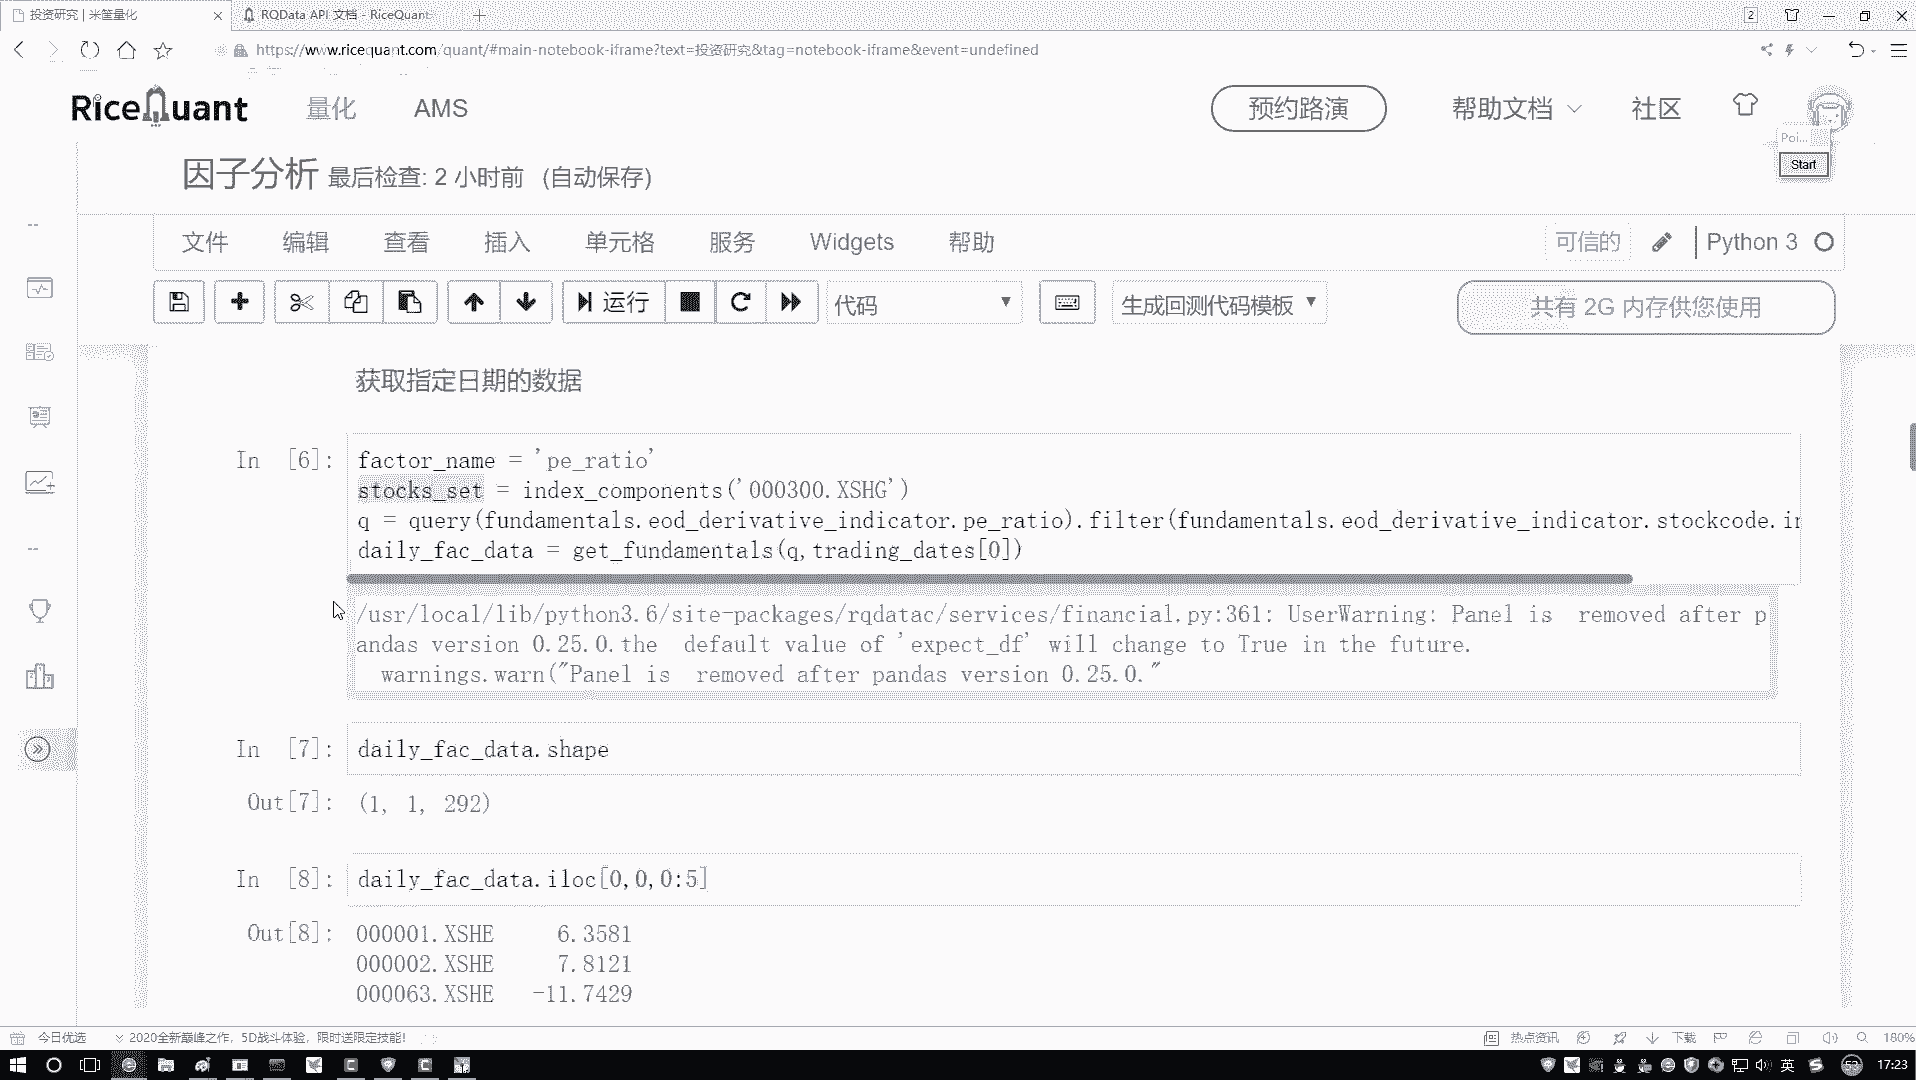 投资研究 | 米筐量化
RQData API 文档 - RiceQuant
2
https://www.ricequant.com/quant/#main-notebook-iframe?text=投资研究&tag=notebook-iframe&event=undefined
RiceQuant 量化 AMS 预约路演 帮助文档 社区
Poi...
Start
因子分析 最后检查: 2 小时前 (自动保存)
文件 编辑 查看 插入 单元格 服务 Widgets 帮助 可信的 Python 3
运行 代码 生成回测代码模板 共有 2G 内存供您使用
获取指定日期的数据
In [6]: factor_name = 'pe_ratio'
stocks_set = index_components('000300.XSHG')
q = query(fundamentals.eod_derivative_indicator.pe_ratio).filter(fundamentals.eod_derivative_indicator.stockcode.in
daily_fac_data = get_fundamentals(q,trading_dates[0])
/usr/local/lib/python3.6/site-packages/rqdatac/services/financial.py:361: UserWarning: Panel is  removed after p
andas version 0.25.0.the  default value of 'expect_df' will change to True in the future.
warnings.warn("Panel is  removed after pandas version 0.25.0."
In [7]: daily_fac_data.shape
Out[7]: (1, 1, 292)
In [8]: daily_fac_data.iloc[0,0,0:5]
Out[8]: 000001.XSHE 6.3581
000002.XSHE 7.8121
000063.XSHE -11.7429
今日优选 2020全新巅峰之作，5D战斗体验，限时送限定技能! 热点资讯 下载 180%
英 53 17:23